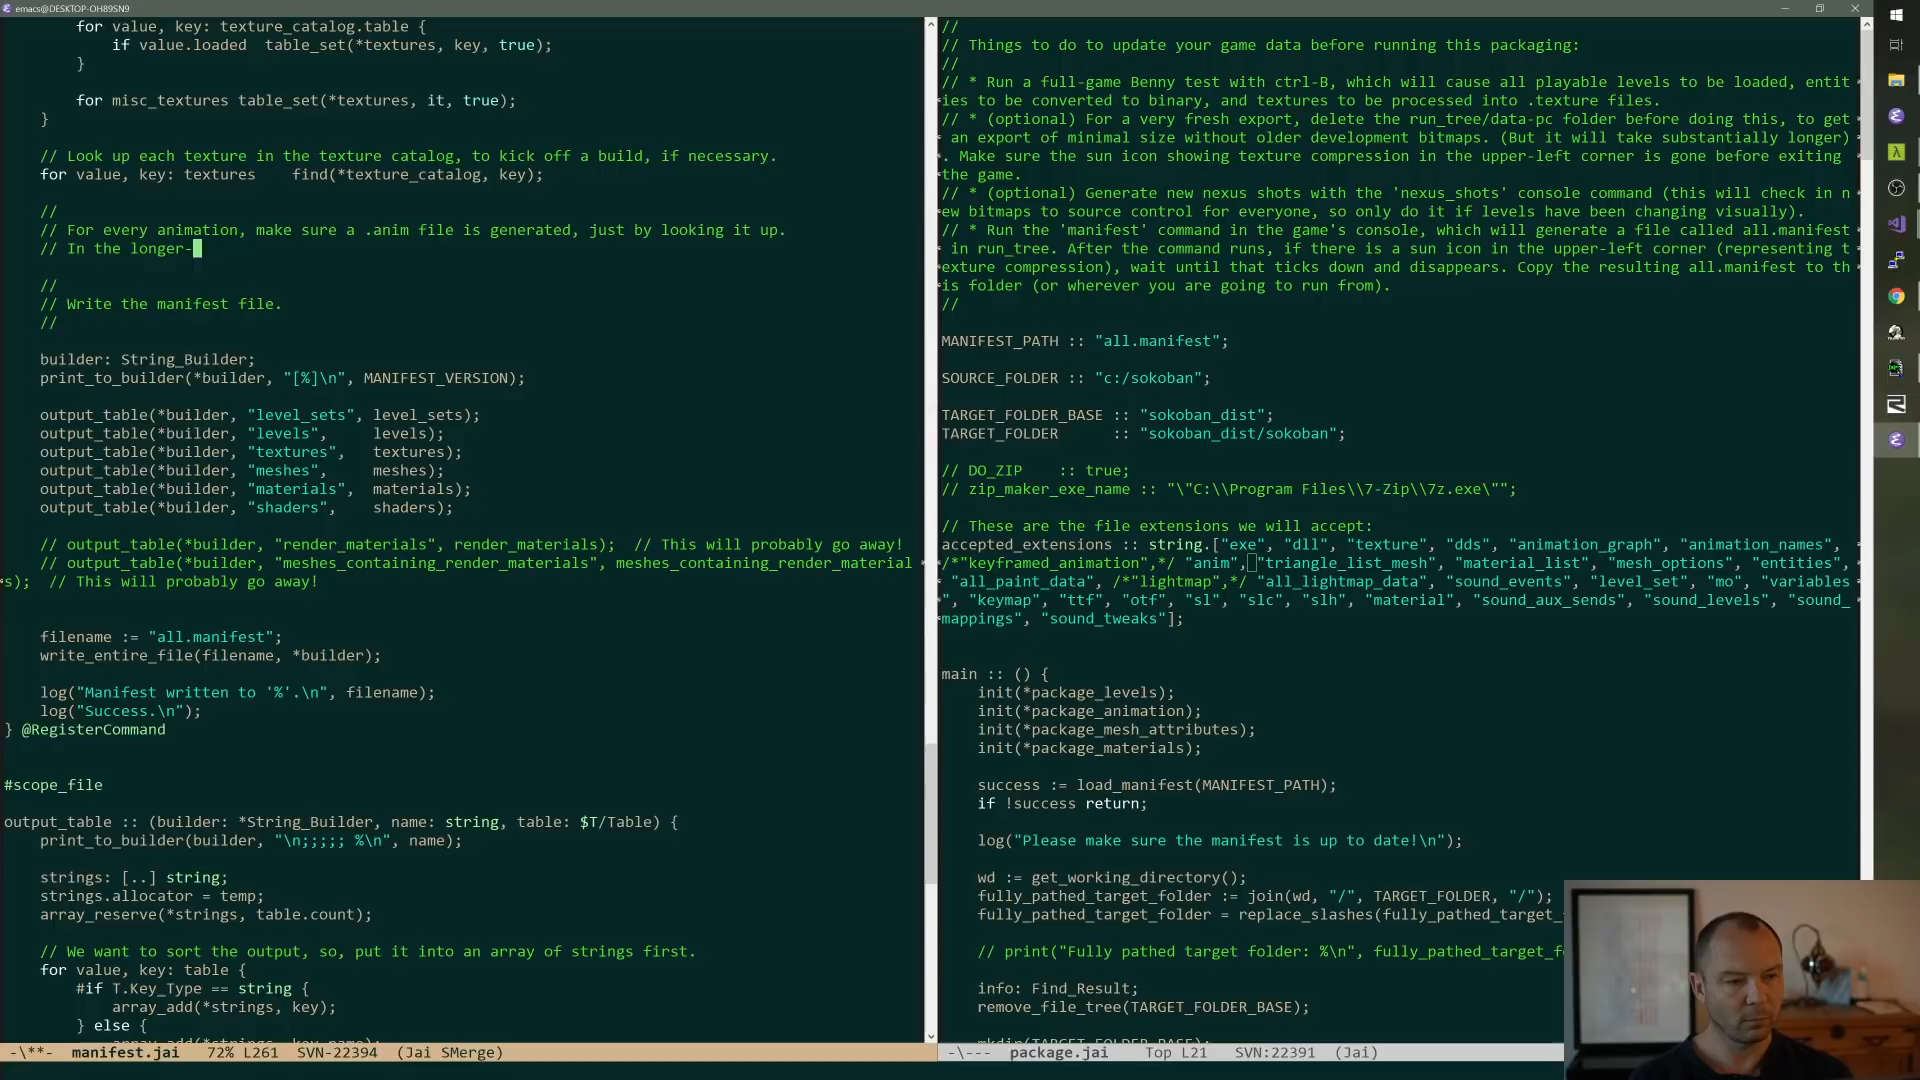 emacs@DESKTOP-OH89SN9
for value, key: texture_catalog.table {
if value.loaded  table_set(*textures, key, true);
}
for misc_textures table_set(*textures, it, true);
}
// Look up each texture in the texture catalog, to kick off a build, if necessary.
for value, key: textures    find(*texture_catalog, key);
//
// For every animation, make sure a .anim file is generated, just by looking it up.
// In the longer-
//
// Write the manifest file.
//
builder: String_Builder;
print_to_builder(*builder, "[%]\n", MANIFEST_VERSION);
output_table(*builder, "level_sets", level_sets);
output_table(*builder, "levels",     levels);
output_table(*builder, "textures",   textures);
output_table(*builder, "meshes",     meshes);
output_table(*builder, "materials",  materials);
output_table(*builder, "shaders",    shaders);
// output_table(*builder, "render_materials", render_materials);  // This will probably go away!
// output_table(*builder, "meshes_containing_render_materials", meshes_containing_render_material
s);  // This will probably go away!
filename := "all.manifest";
write_entire_file(filename, *builder);
log("Manifest written to '%'.\n", filename);
log("Success.\n");
} @RegisterCommand
#scope_file
output_table :: (builder: *String_Builder, name: string, table: $T/Table) {
print_to_builder(builder, "\n;;;;; %\n", name);
strings: [..] string;
strings.allocator = temp;
array_reserve(*strings, table.count);
// We want to sort the output, so, put it into an array of strings first.
for value, key: table {
#if T.Key_Type == string {
array_add(*strings, key);
} else {
-\**-  manifest.jai   72% L261  SVN-22394  (Jai SMerge)
//
// Things to do to update your game data before running this packaging:
//
// * Run a full-game Benny test with ctrl-B, which will cause all playable levels to be loaded, entit
ies to be converted to binary, and textures to be processed into .texture files.
// * (optional) For a very fresh export, delete the run_tree/data-pc folder before doing this, to get
an export of minimal size without older development bitmaps. (But it will take substantially longer)
. Make sure the sun icon showing texture compression in the upper-left corner is gone before exiting
the game.
// * (optional) Generate new nexus shots with the 'nexus_shots' console command (this will check in n
ew bitmaps to source control for everyone, so only do it if levels have been changing visually).
// * Run the 'manifest' command in the game's console, which will generate a file called all.manifest
in run_tree. After the command runs, if there is a sun icon in the upper-left corner (representing t
exture compression), wait until that ticks down and disappears. Copy the resulting all.manifest to th
is folder (or wherever you are going to run from).
//
MANIFEST_PATH :: "all.manifest";
SOURCE_FOLDER :: "c:/sokoban";
TARGET_FOLDER_BASE :: "sokoban_dist";
TARGET_FOLDER      :: "sokoban_dist/sokoban";
// DO_ZIP    :: true;
// zip_maker_exe_name :: "\"C:\\Program Files\\7-Zip\\7z.exe\"";
// These are the file extensions we will accept:
accepted_extensions :: string.["exe", "dll", "texture", "dds", "animation_graph", "animation_names",
/*"keyframed_animation",*/ "anim", "triangle_list_mesh", "material_list", "mesh_options", "entities",
"all_paint_data", /*"lightmap",*/ "all_lightmap_data", "sound_events", "level_set", "mo", "variables
", "keymap", "ttf", "otf", "sl", "slc", "slh", "material", "sound_aux_sends", "sound_levels", "sound_
mappings", "sound_tweaks"];
main :: () {
init(*package_levels);
init(*package_animation);
init(*package_mesh_attributes);
init(*package_materials);
success := load_manifest(MANIFEST_PATH);
if !success return;
log("Please make sure the manifest is up to date!\n");
wd := get_working_directory();
fully_pathed_target_folder := join(wd, "/", TARGET_FOLDER, "/");
fully_pathed_target_folder = replace_slashes(fully_pathed_target_
// print("Fully pathed target folder: %\n", fully_pathed_target_fo
info: Find_Result;
remove_file_tree(TARGET_FOLDER_BASE);
-\---  package.jai    Top L21   SVN:22391  (Jai)